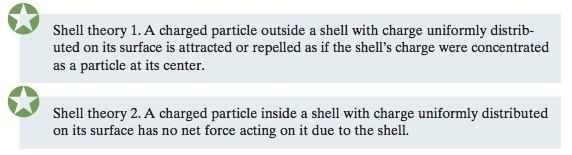 Shell theory 1. A charged particle outside a shell with charge uniformly distrib-
uted on its surface is attracted or repelled as if the shell's charge were concentrated
as a particle at its center.
Shell theory 2. A charged particle inside a shell with charge uniformly distributed
on its surface has no net force acting on it due to the shell.